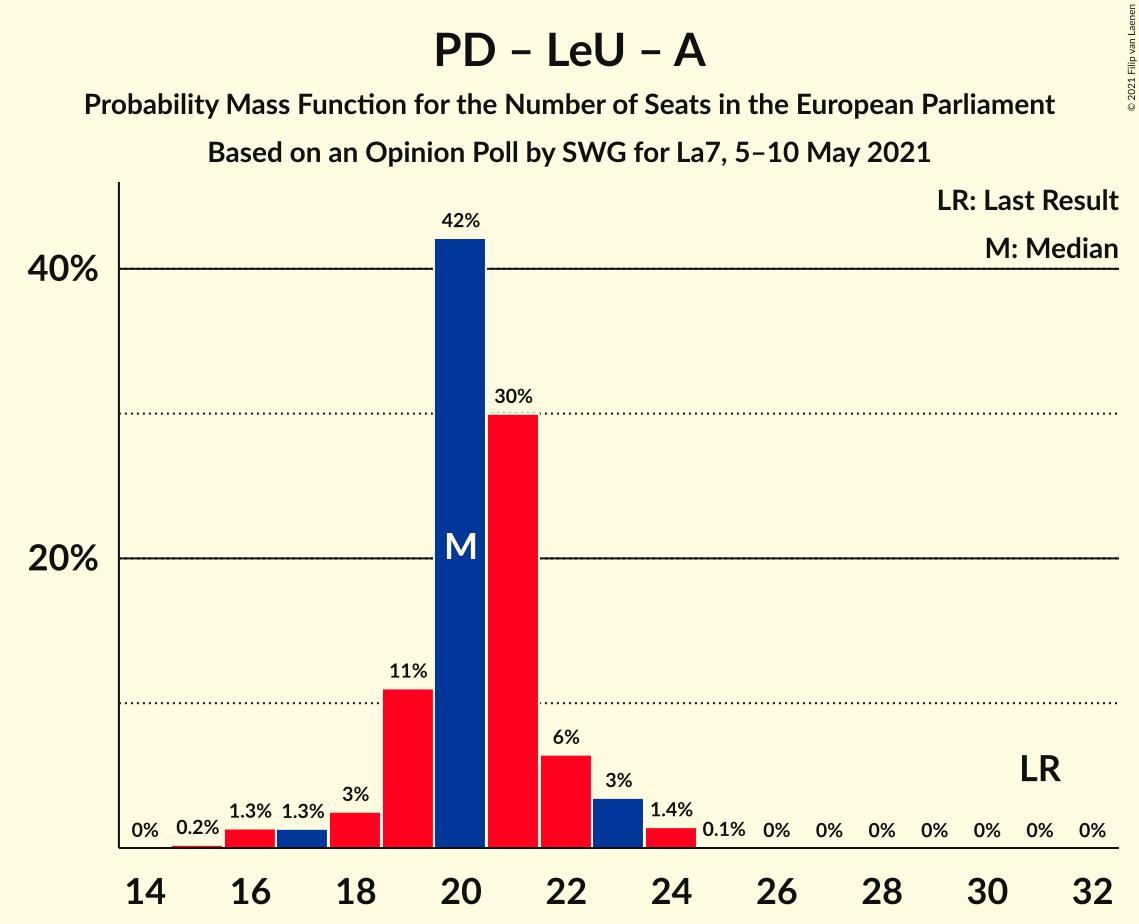 PD – LeU – A
Probability Mass Function for the Number of Seats in the European Parliament
Based on an Opinion Poll by SWG for La7, 5–10 May 2021
© 2021 Filip van Laenen
LR: Last Result
M: Median
40%
20%
0%
0.2%
1.3%
1.3%
3%
11%
42%
30%
6%
3%
1.4%
0.1%
0%
0%
0%
0%
0%
0%
0%
M
LR
14 16 18 20 22 24 26 28 30 32